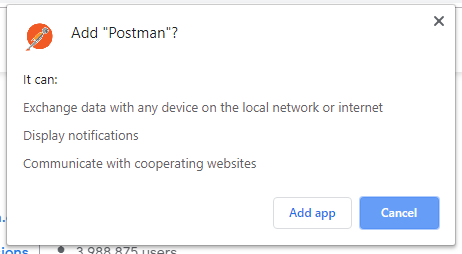 Add "Postman"?
It can:
Exchange data with any device on the local network or internet
Display notifications
Communicate with cooperating websites
Add app
Cancel
ions
3,988,875 users